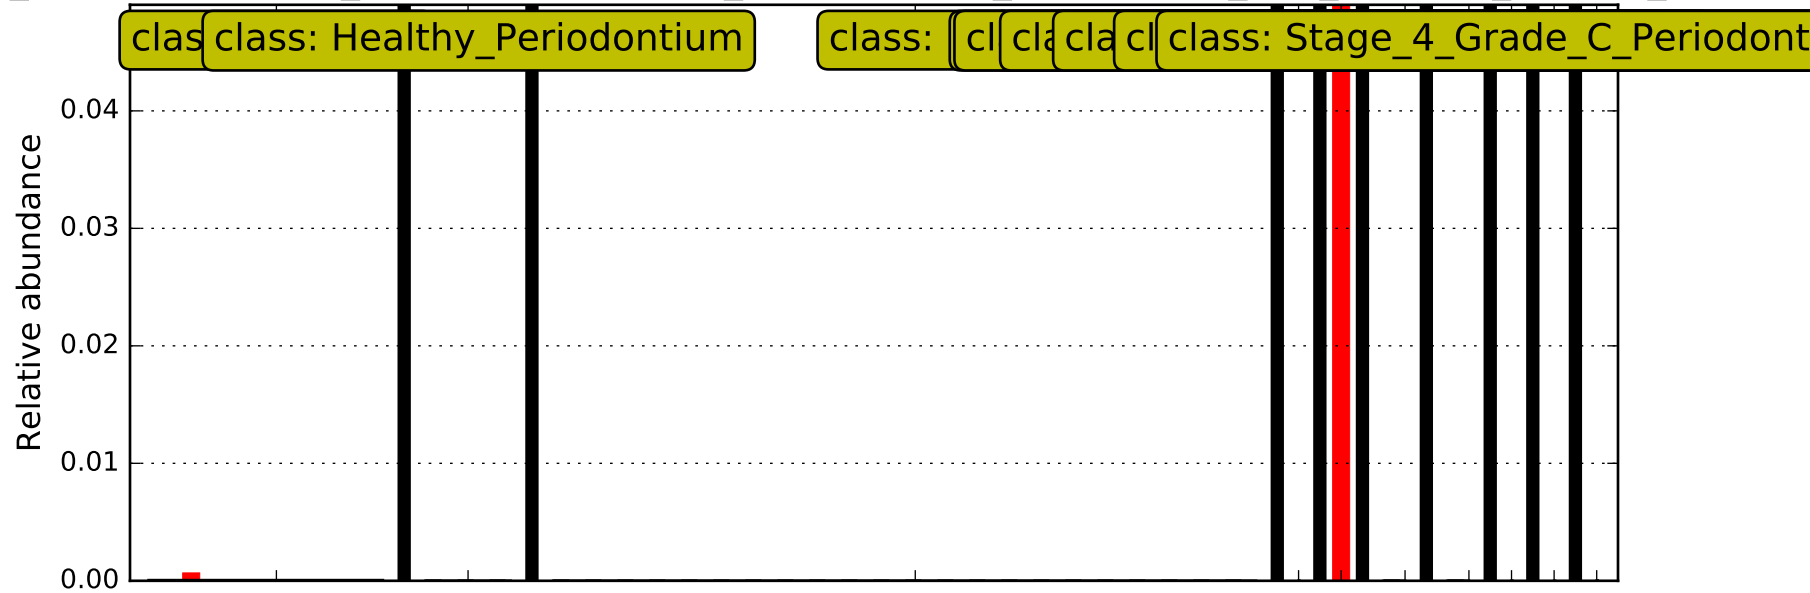 clas class: Healthy_Periodontium class: cl cla cla cl class: Stage_4_Grade_C_Periodont
0.04
0.03
0.02
0.01
0.00
Relative abundance